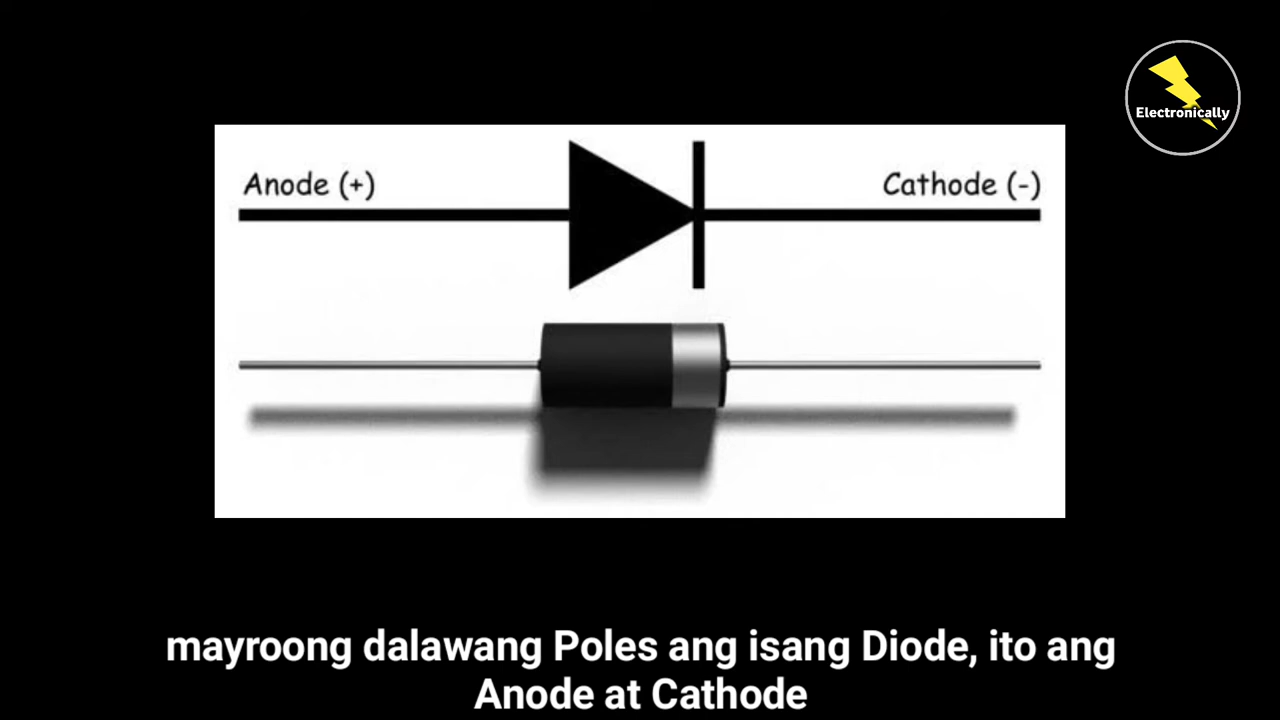 Electronically
Anode (+)
Cathode (-)
mayroong dalawang Poles ang isang Diode, ito ang
Anode at Cathode